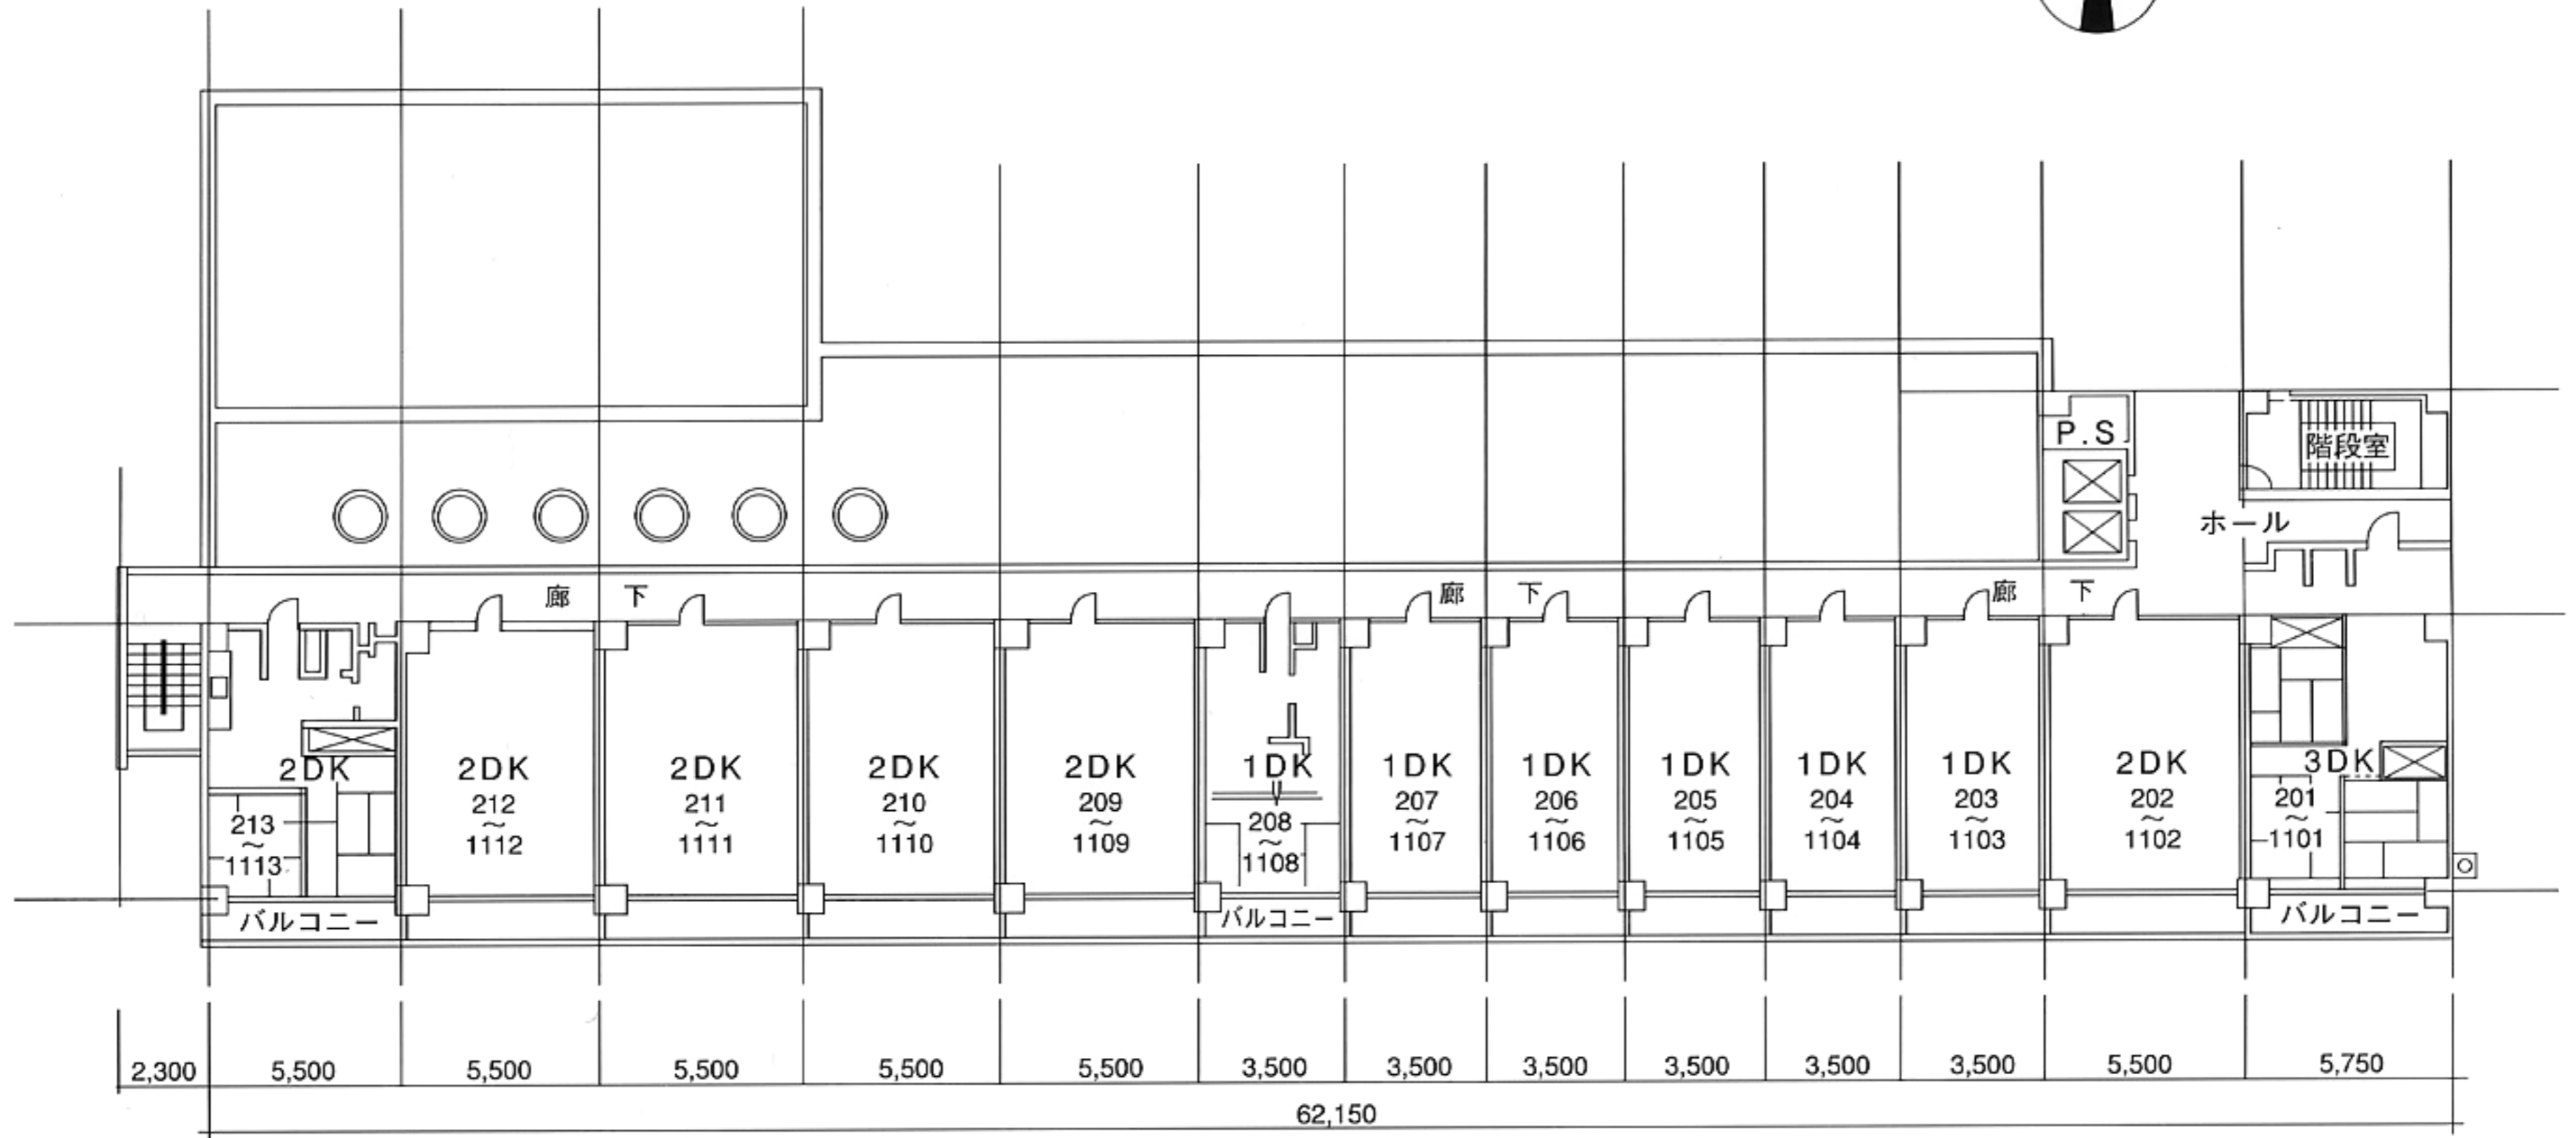 P.S
階段室
ホール
廊下
廊下
廊下
2DK
213
~
1113
2DK
212
~
1112
2DK
211
~
1111
2DK
210
~
1110
2DK
209
~
1109
1DK
208
~
1108
1DK
207
~
1107
1DK
206
~
1106
1DK
205
~
1105
1DK
204
~
1104
1DK
203
~
1103
2DK
202
~
1102
3DK
201
~
1101
バルコニー
バルコニー
バルコニー
2,300 5,500 5,500 5,500 5,500 5,500 3,500 3,500 3,500 3,500 3,500 3,500 5,500 5,750
62,150